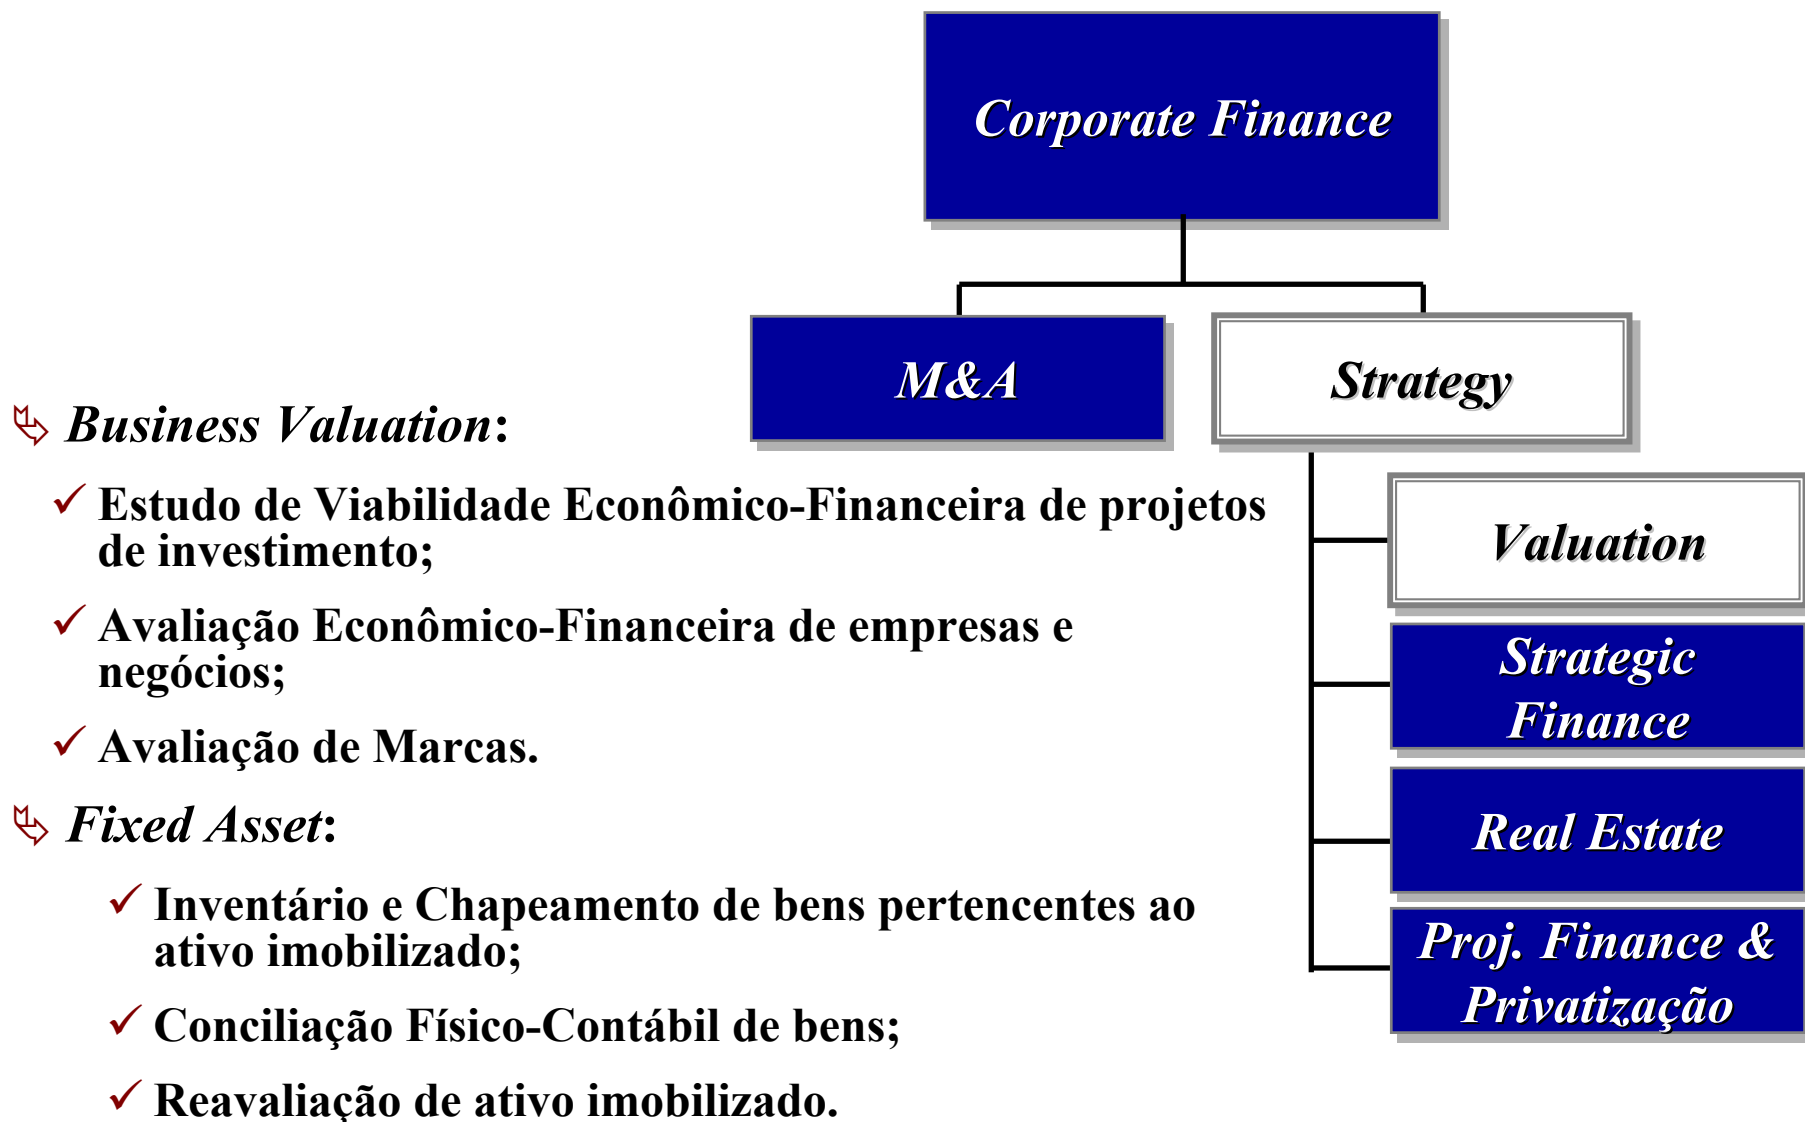 Corporate Finance
M&A
Strategy
Business Valuation:
Estudo de Viabilidade Econômico-Financeira de projetos
de investimento;
Avaliação Econômico-Financeira de empresas e
negócios;
Avaliação de Marcas.
Fixed Asset:
Inventário e Chapeamento de bens pertencentes ao
ativo imobilizado;
Conciliação Físico-Contábil de bens;
Reavaliação de ativo imobilizado.
Valuation
Strategic
Finance
Real Estate
Proj. Finance &
Privatização